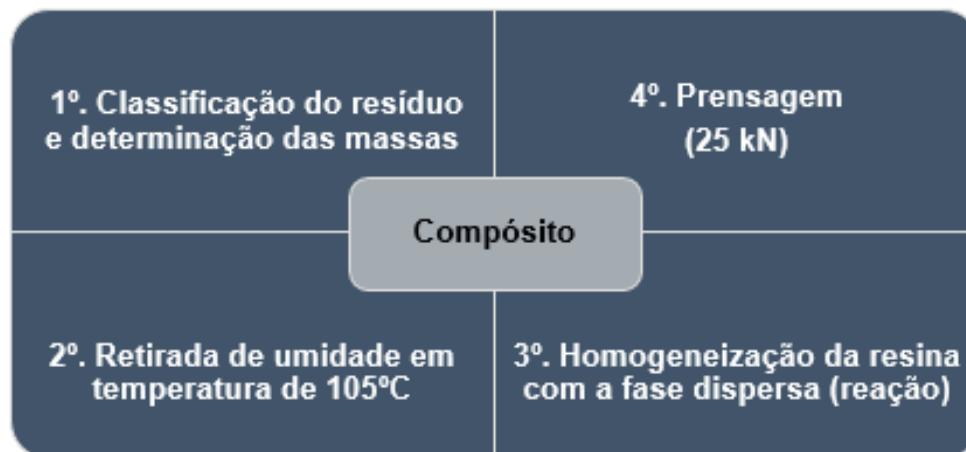 1º. Classificação do resíduo
e determinação das massas
4º. Prensagem
(25 kN)
Compósito
2º. Retirada de umidade em
temperatura de 105ºC
3º. Homogeneização da resina
com a fase dispersa (reação)